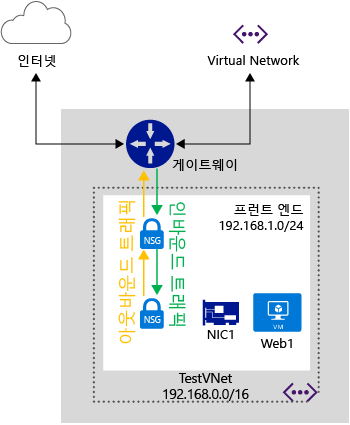 인터넷
Virtual Network
게이트웨이
프런트 엔드
192.168.1.0/24
아웃바운드 트래픽
인바운드 트래픽
NSG
NSG
NIC1
VM
Web1
TestVNet
192.168.0.0/16